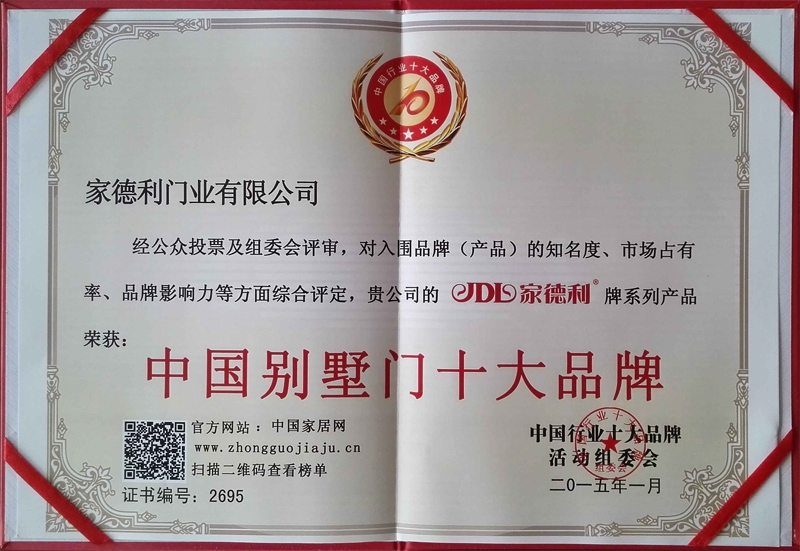 中国行业十大品牌
10
家德利门业有限公司
经公众投票及组委会评审，对入围品牌（产品）的知名度、市场占有
率、品牌影响力等方面综合评定，贵公司的 JDL 家德利® 牌系列产品
荣获：
中国别墅门十大品牌
官方网站：中国家居网
www.zhongguojiaju.cn
扫描二维码查看榜单
证书编号：2695
中国行业十大品牌
活动组委会
二0一五年一月
组委会